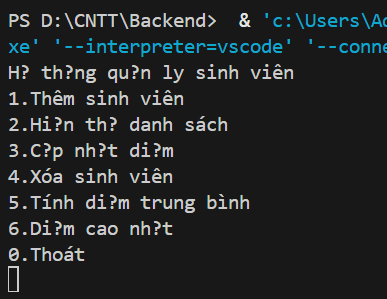 PS D:\CNTT\Backend>  & 'c:\Users\Ad
xe' '--interpreter=vscode' '--conne
H? th?ng qu?n ly sinh viên
1.Thêm sinh viên
2.Hi?n th? danh sách
3.C?p nh?t di?m
4.Xóa sinh viên
5.Tính di?m trung bình
6.Di?m cao nh?t
0.Thoát